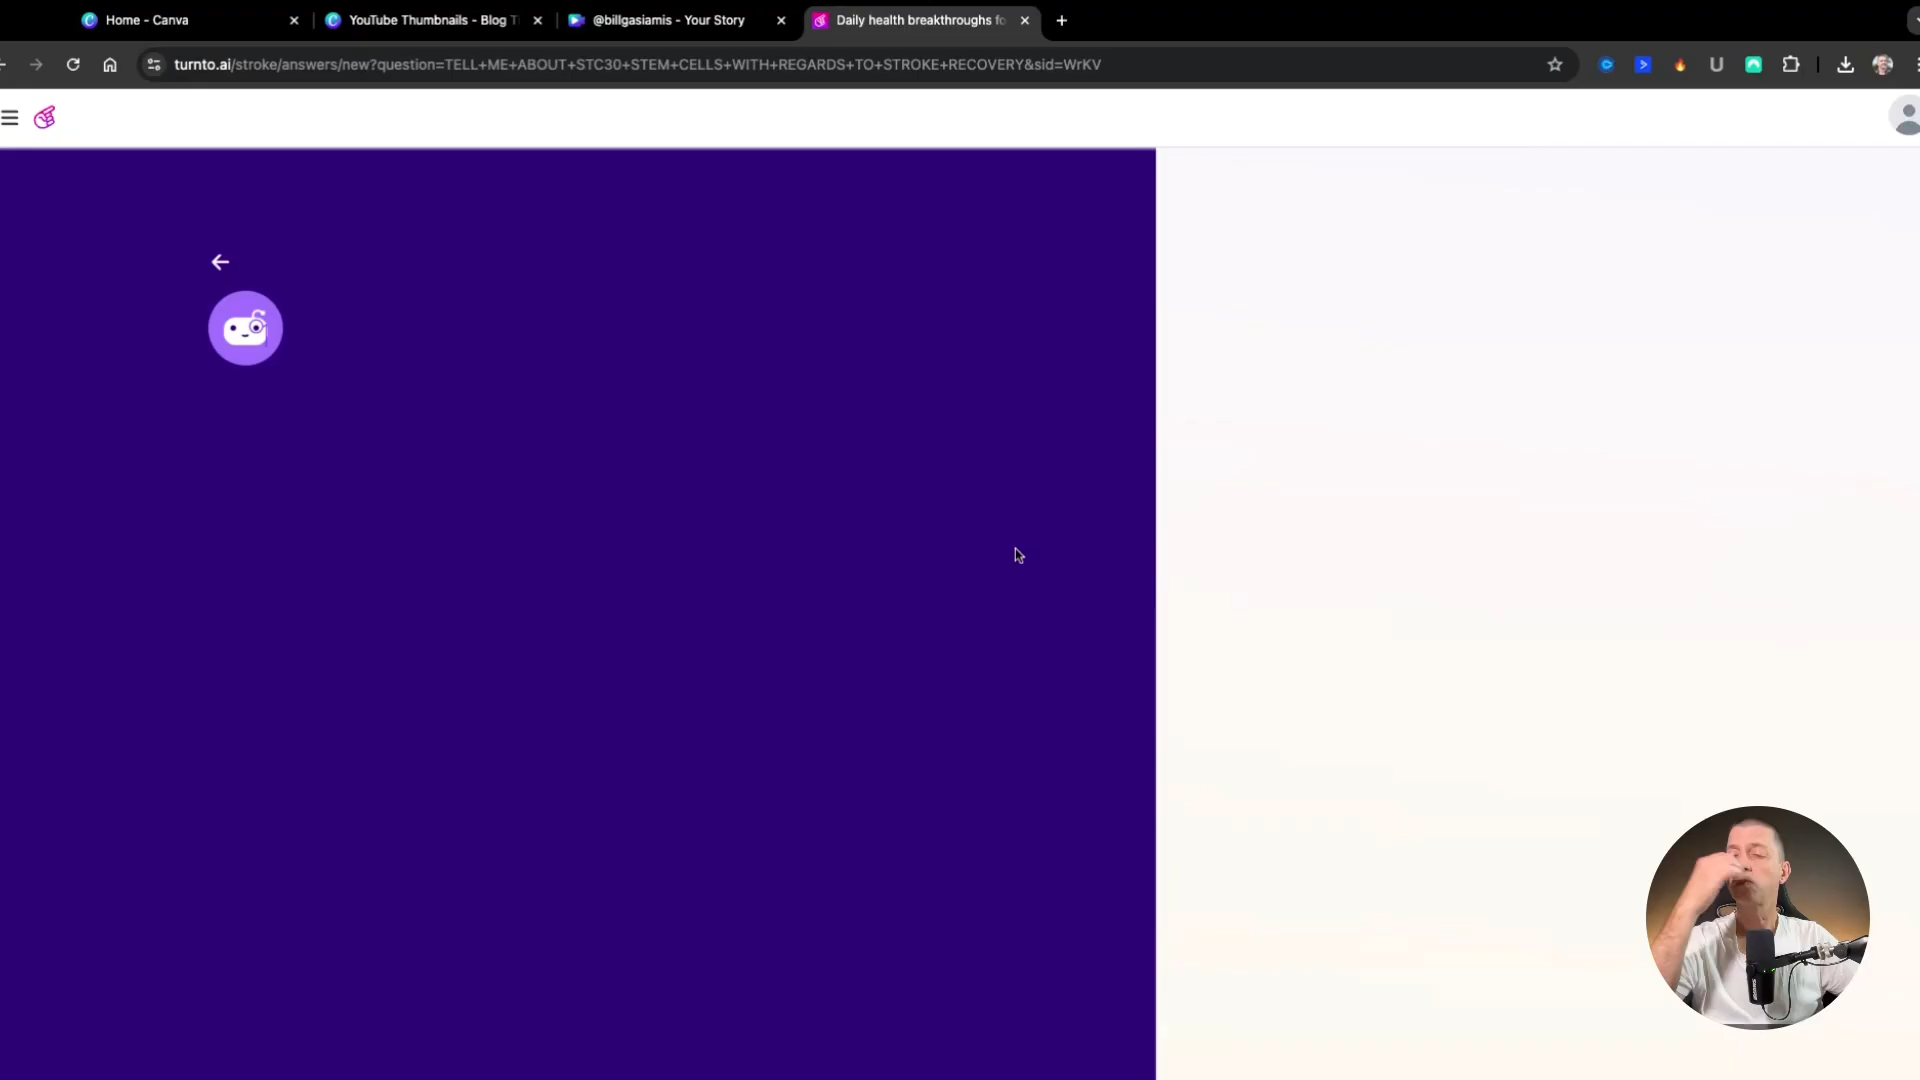 Home - Canva
YouTube Thumbnails - Blog T
@billgasiamis - Your Story
Daily health breakthroughs fo
turnto.ai/stroke/answers/new?question=TELL+ME+ABOUT+STC30+STEM+CELLS+WITH+REGARDS+TO+STROKE+RECOVERY&sid=WrKV
U